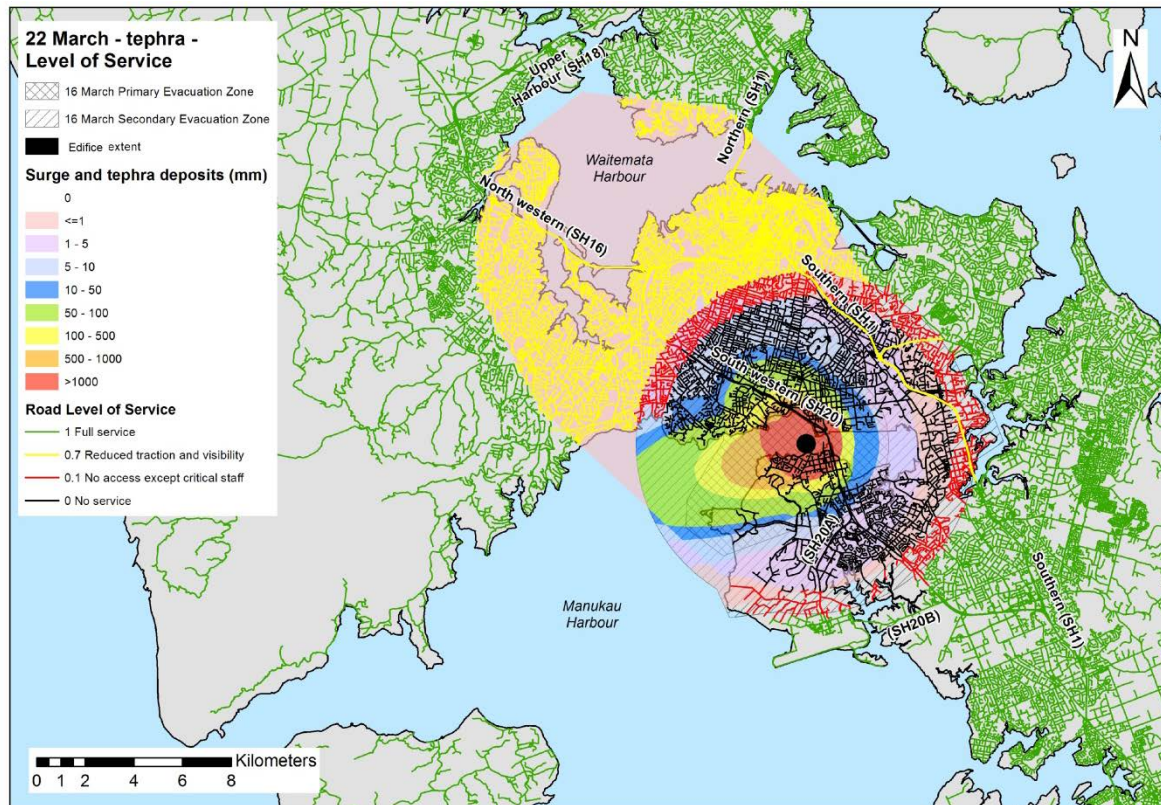 22 March - tephra -
Level of Service
16 March Primary Evacuation Zone
16 March Secondary Evacuation Zone
Edifice extent
Surge and tephra deposits (mm)
0
<=1
1 - 5
5 - 10
10 - 50
50 - 100
100 - 500
500 - 1000
>1000
Road Level of Service
1 Full service
0.7 Reduced traction and visibility
0.1 No access except critical staff
0 No service
Upper
Harbour (SH18)
Northern (SH1)
N
Waitemata
Harbour
North western (SH16)
Southern (SH1)
South western (SH20)
(SH20A)
Manukau
Harbour
(SH20B)
Southern (SH1)
Kilometers
0 1 2 4 6 8